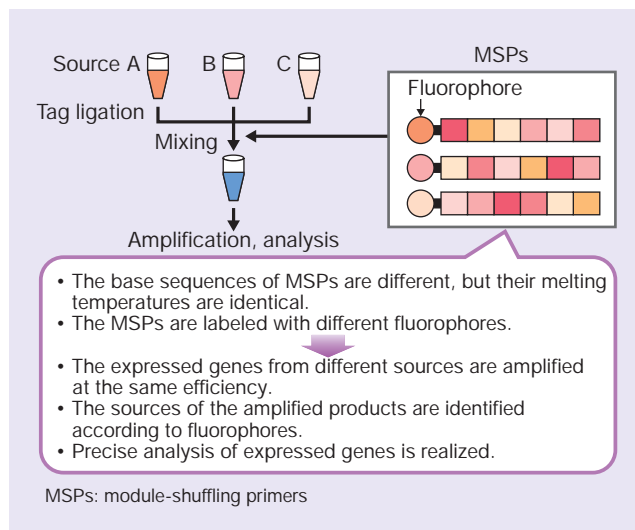 MSPs
Source A
B
C
Fluorophore
Tag ligation
Mixing
Amplification, analysis
• The base sequences of MSPs are different, but their melting
temperatures are identical.
• The MSPs are labeled with different fluorophores.
• The expressed genes from different sources are amplified
at the same efficiency.
• The sources of the amplified products are identified
according to fluorophores.
• Precise analysis of expressed genes is realized.
MSPs: module-shuffling primers